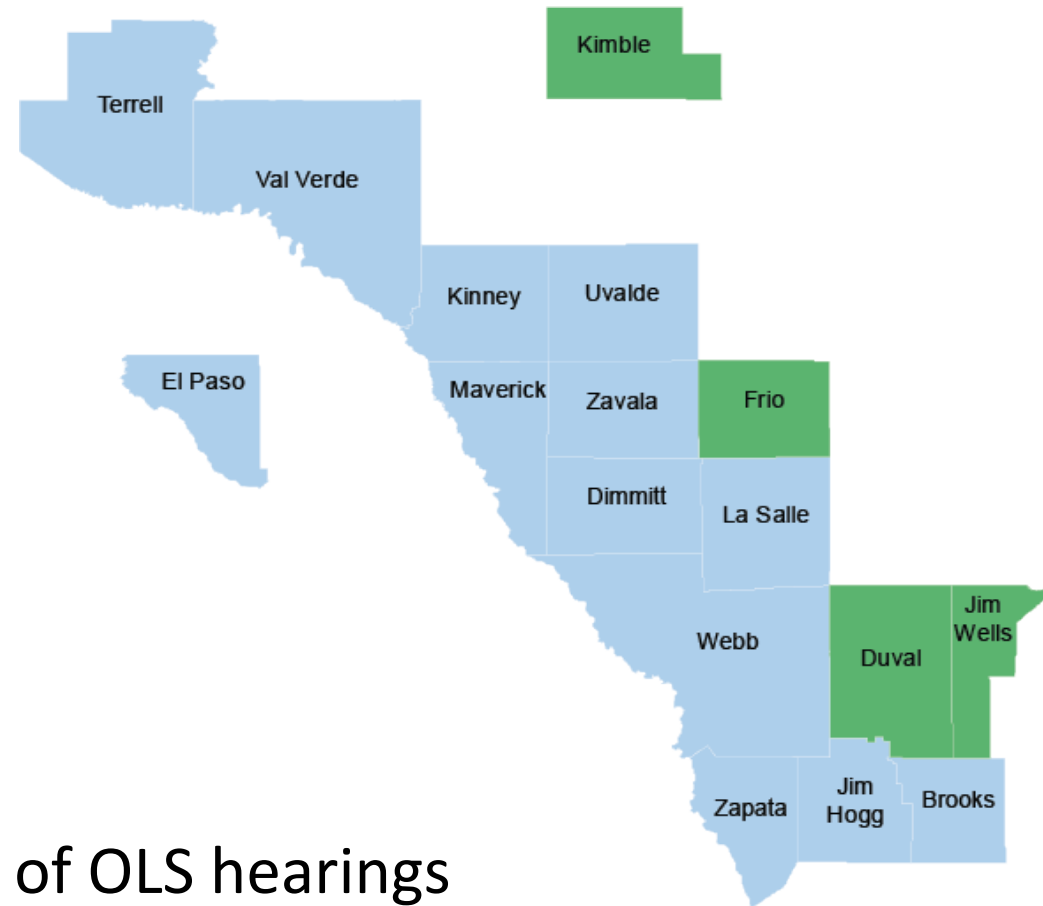 Kimble
Terrell
Val Verde
Kinney
Uvalde
El Paso
Maverick
Zavala
Frio
Dimmitt
La Salle
Jim
Wells
Webb
Duval
Zapata
Jim
Hogg
Brooks
of OLS hearings